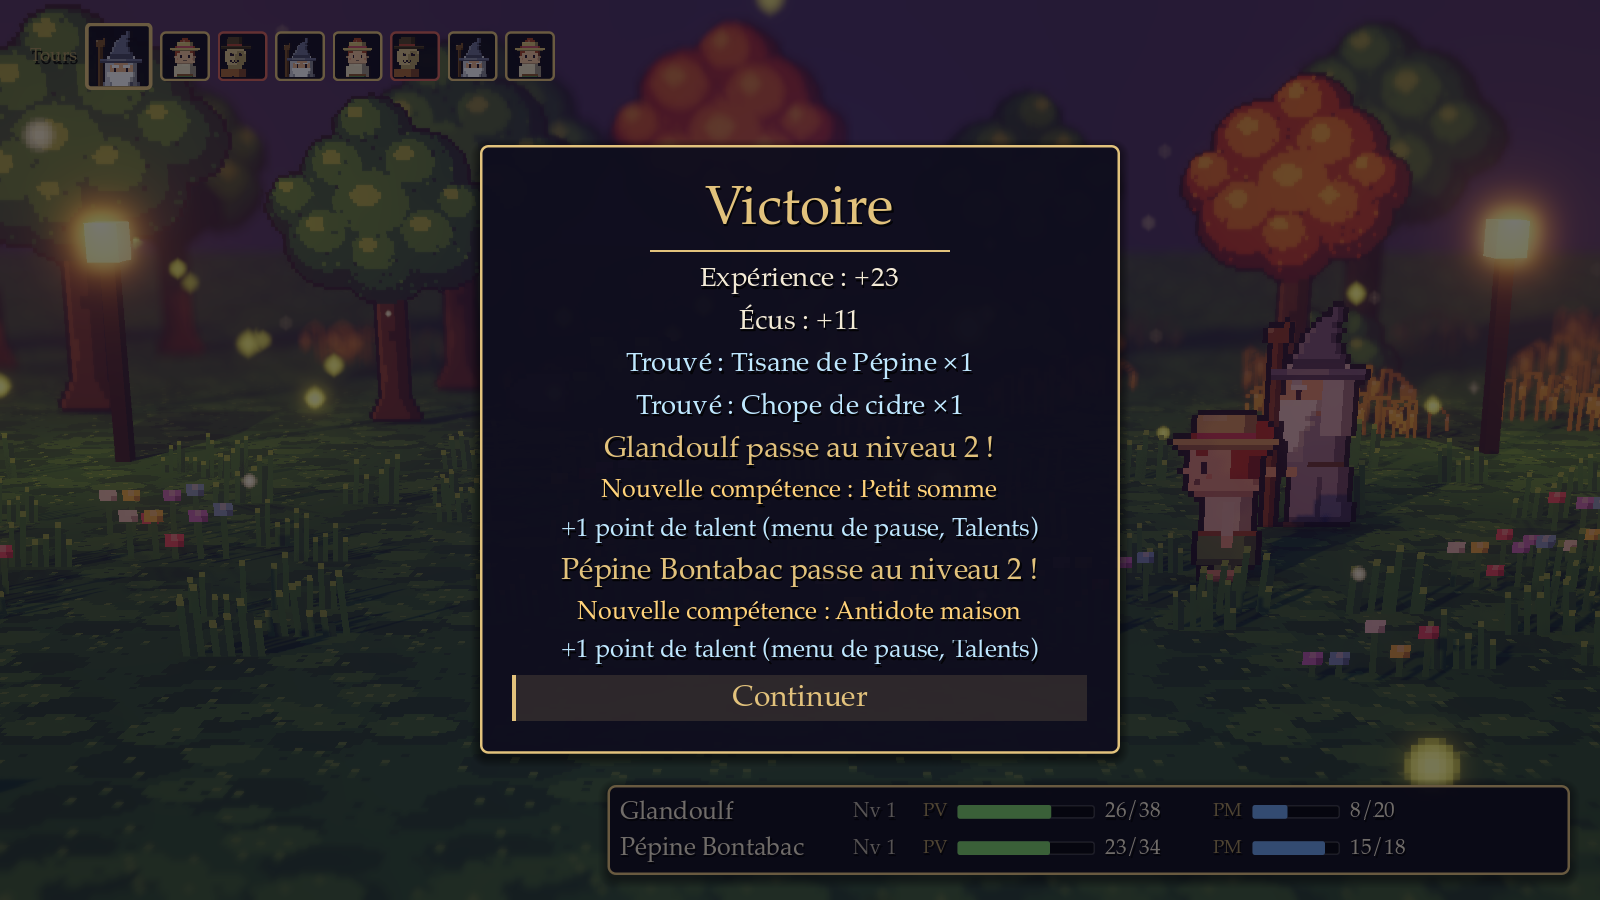 Tours
Victoire
Expérience : +23
Écus : +11
Trouvé : Tisane de Pépine ×1
Trouvé : Chope de cidre ×1
Glandoulf passe au niveau 2 !
Nouvelle compétence : Petit somme
+1 point de talent (menu de pause, Talents)
Pépine Bontabac passe au niveau 2 !
Nouvelle compétence : Antidote maison
+1 point de talent (menu de pause, Talents)
Continuer
Glandoulf Nv 1 PV 26/38 PM 8/20
Pépine Bontabac Nv 1 PV 23/34 PM 15/18